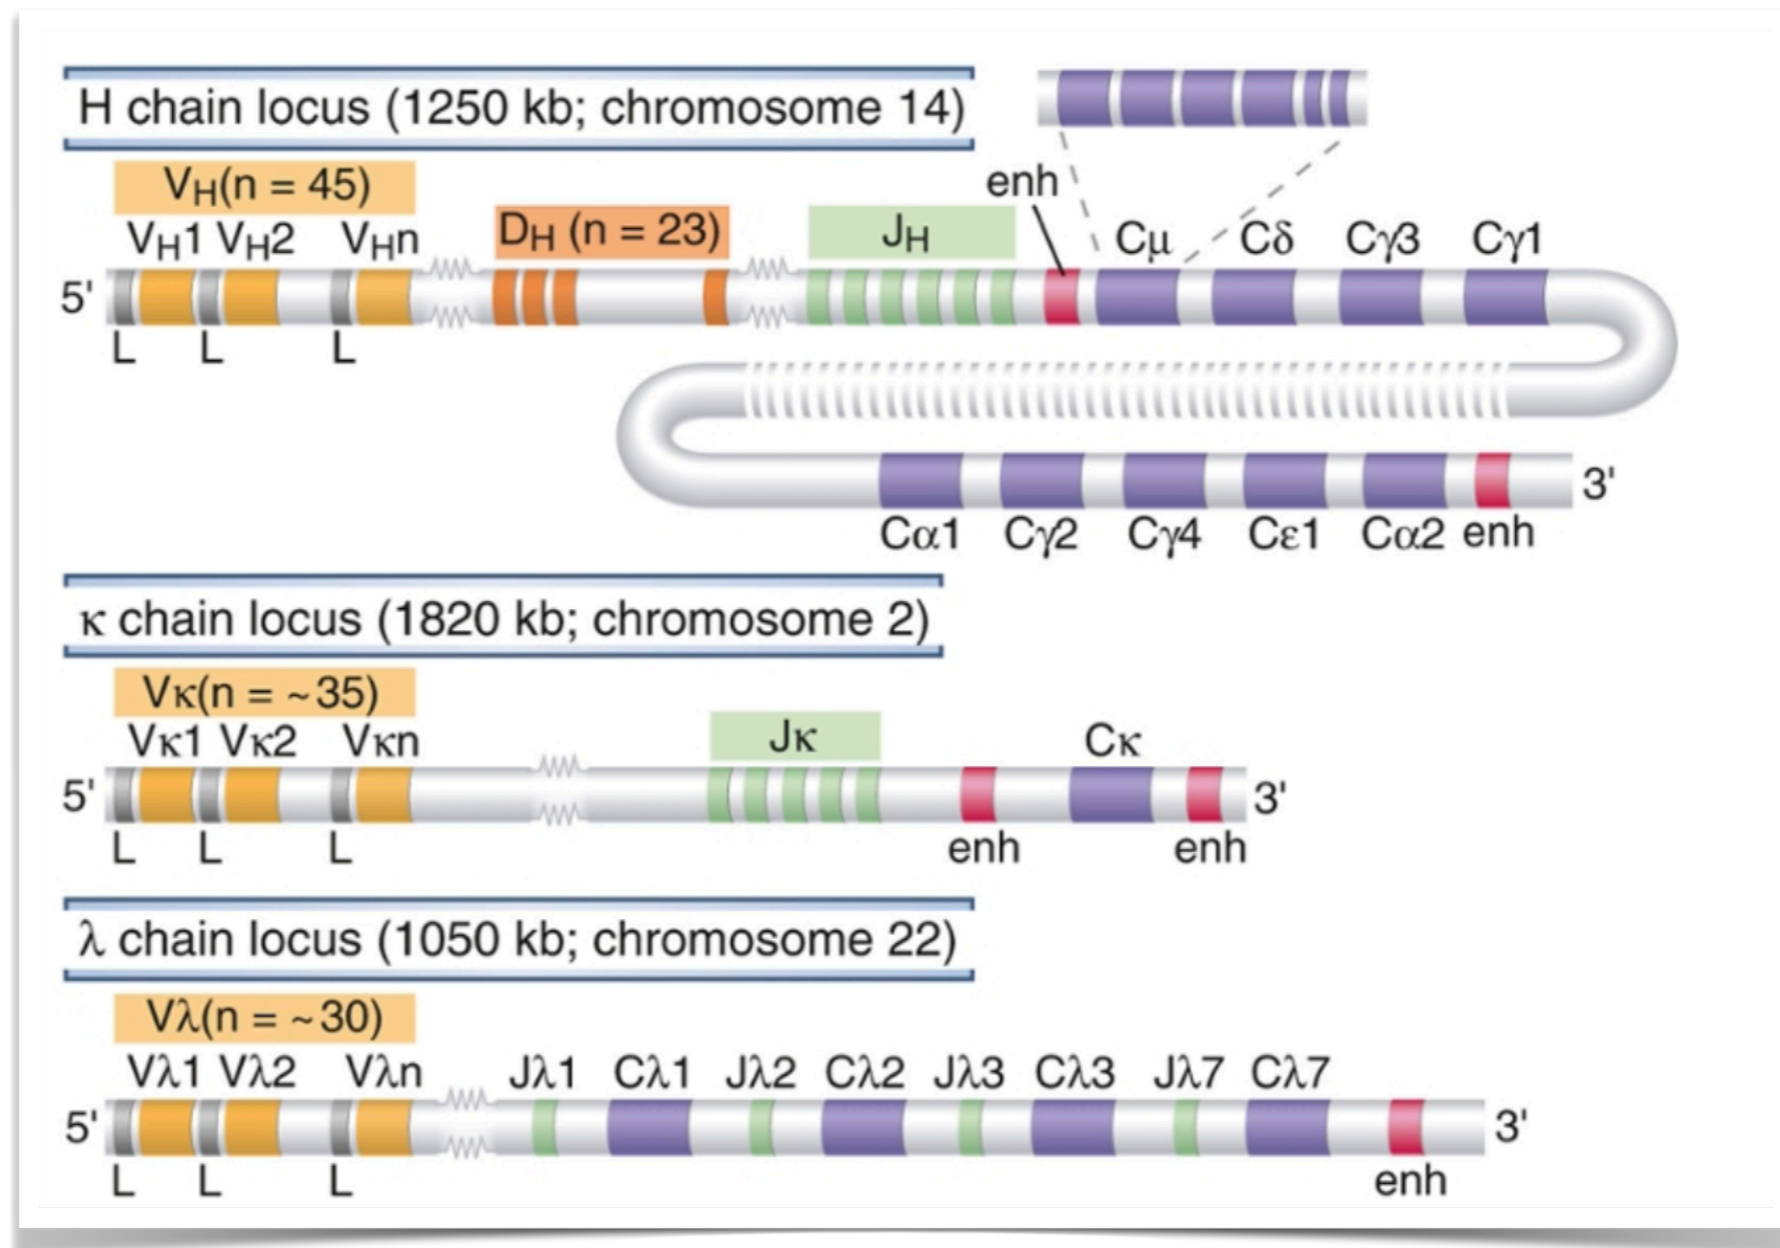 H chain locus (1250 kb; chromosome 14)
VH(n = 45)
enh
VH1 VH2 VHn
DH (n = 23)
JH
Cμ Cδ Cγ3 Cγ1
5'
L L L
3'
Cα1 Cγ2 Cγ4 Cε1 Cα2 enh
κ chain locus (1820 kb; chromosome 2)
Vκ(n = ~35)
Vκ1 Vκ2 Vκn
Jκ
Cκ
5' 3'
L L L enh enh
λ chain locus (1050 kb; chromosome 22)
Vλ(n = ~30)
Vλ1 Vλ2 Vλn Jλ1 Cλ1 Jλ2 Cλ2 Jλ3 Cλ3 Jλ7 Cλ7
5' 3'
L L L enh